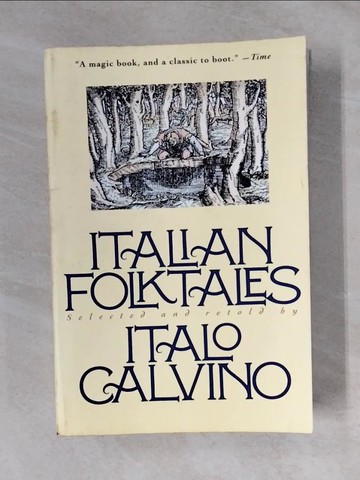 "A magic book, and a classic to boot." —Time
ITALIAN
FOLKTALES
Selected and retold by
ITALO
CALVINO